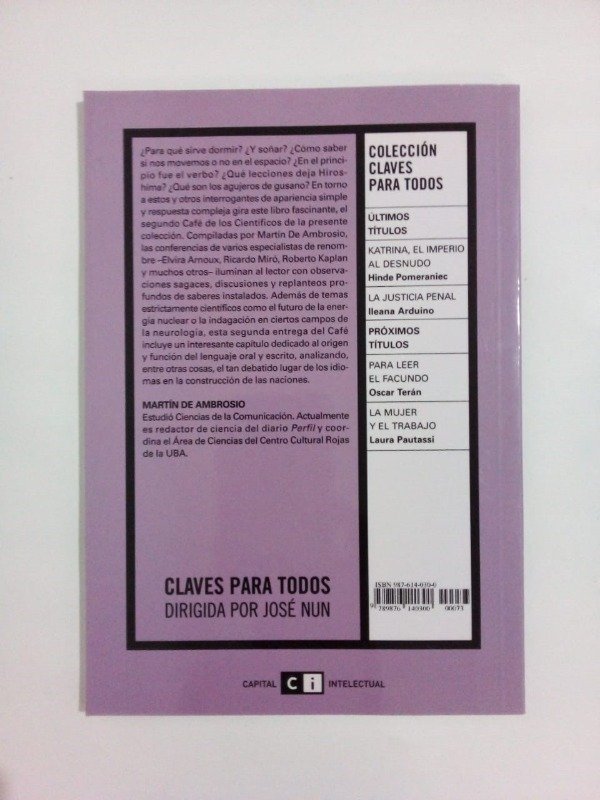 ¿Para qué sirve dormir? ¿Y soñar? ¿Cómo saber
si nos movemos o no en el espacio? ¿En el princi-
pio fue el verbo? ¿Qué lecciones deja Hiros-
hima? ¿Qué son los agujeros de gusano? En torno
a estos y otros interrogantes de apariencia simple
y respuesta compleja gira este libro fascinante, el
segundo Café de los Científicos de la presente
colección. Compiladas por Martín De Ambrosio,
las conferencias de varios especialistas de renom-
bre –Elvira Arnoux, Ricardo Miró, Roberto Kaplan
y muchos otros– iluminan al lector con observa-
ciones sagaces, discusiones y replanteos pro-
fundos de saberes instalados. Además de temas
estrictamente científicos como el futuro de la ener-
gía nuclear o la indagación en ciertos campos de
la neurología, esta segunda entrega del Café
incluye un interesante capítulo dedicado al origen
y función del lenguaje oral y escrito, analizando,
entre otras cosas, el tan debatido lugar de los idio-
mas en la construcción de las naciones.
MARTÍN DE AMBROSIO
Estudió Ciencias de la Comunicación. Actualmente
es redactor de ciencia del diario Perfil y coor-
dina el Área de Ciencias del Centro Cultural Rojas
de la UBA.
CLAVES PARA TODOS
DIRIGIDA POR JOSÉ NUN
COLECCIÓN
CLAVES
PARA TODOS
ÚLTIMOS
TÍTULOS
KATRINA, EL IMPERIO
AL DESNUDO
Hinde Pomeraniec
LA JUSTICIA PENAL
Ileana Arduino
PRÓXIMOS
TÍTULOS
PARA LEER
EL FACUNDO
Oscar Terán
LA MUJER
Y EL TRABAJO
Laura Pautassi
ISBN 987-614-030-0
9 789876 140300 00073
CAPITAL Ci INTELECTUAL